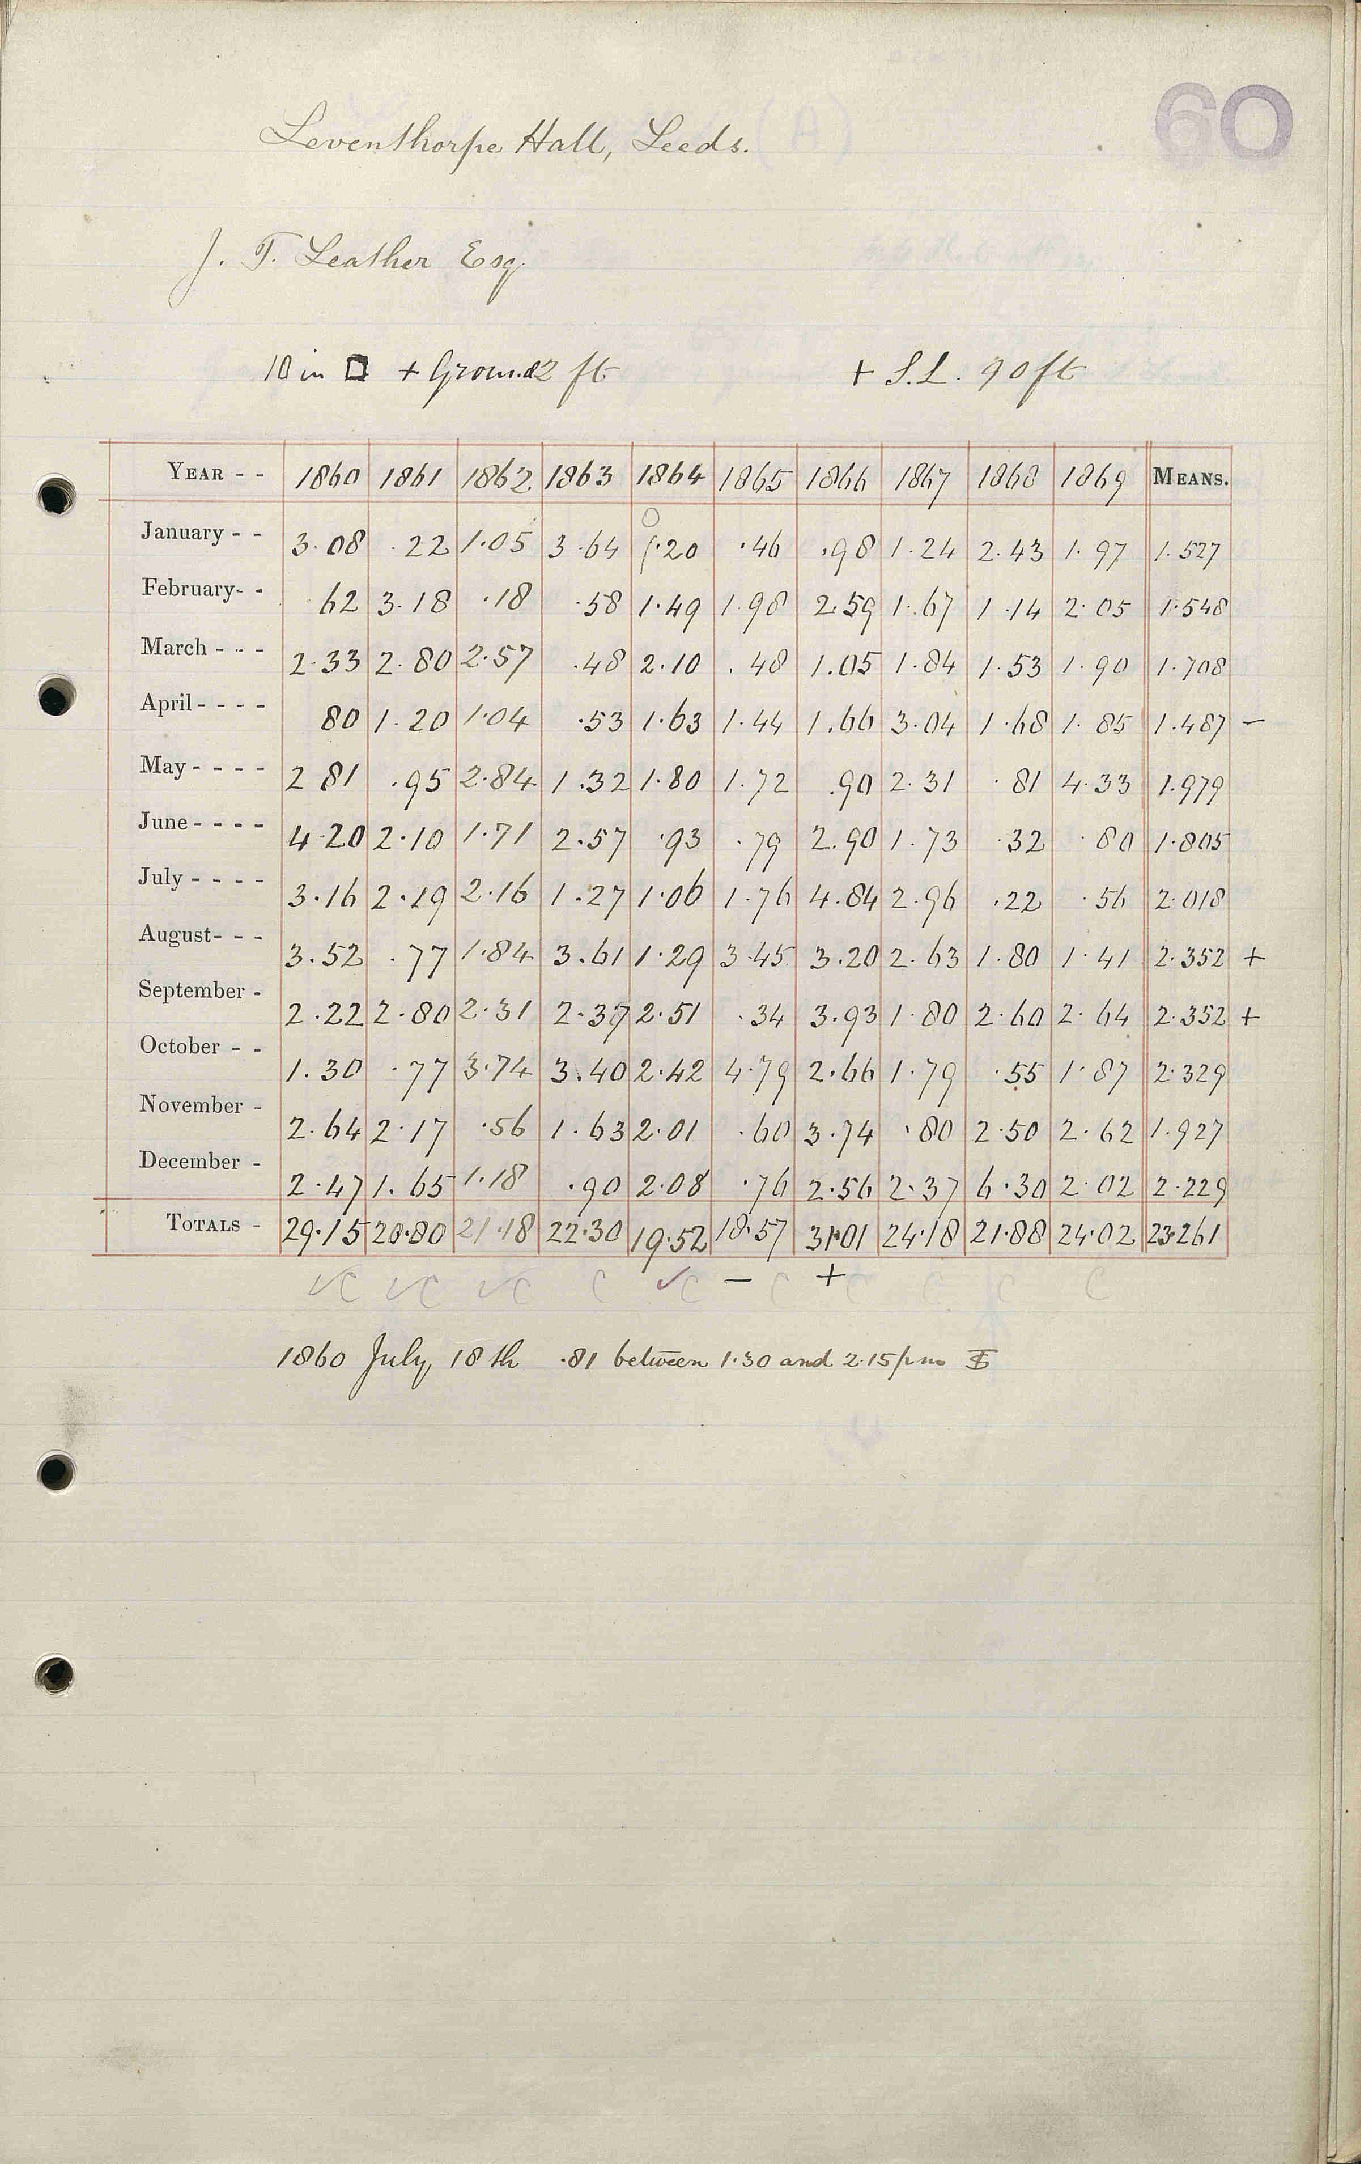 60
Leventhorpe Hall, Leeds.
J. T. Leather Esq.
10 in □ + Ground 2 ft + S.L. 90 ft
YEAR - - 1860 1861 1862 1863 1864 1865 1866 1867 1868 1869 MEANS.
January - - 3.08 .22 1.05 3.64 0 .20 .46 .98 1.24 2.43 1.97 1.527
February- - .62 3.18 .18 .58 1.49 1.98 2.59 1.67 1.14 2.05 1.548
March - - - 2.33 2.80 2.57 .48 2.10 .48 1.05 1.84 1.53 1.90 1.708
April - - - - 80 1.20 1.04 .53 1.63 1.44 1.66 3.04 1.68 1.85 1.487 -
May - - - - 2 81 .95 2.84 1.32 1.80 1.72 .90 2.31 .81 4.33 1.979
June - - - - 4.20 2.10 1.71 2.57 .93 .79 2.90 1.73 .32 .80 1.805
July - - - - 3.16 2.19 2.16 1.27 1.06 1.76 4.84 2.96 .22 .56 2.018
August- - - 3.52 .77 1.84 3.61 1.29 3.45 3.20 2.63 1.80 1.41 2.352 +
September - 2.22 2.80 2.31 2.37 2.51 .34 3.93 1.80 2.60 2.64 2.352 +
October - - 1.30 .77 3.74 3.40 2.42 4.79 2.66 1.79 .55 1.87 2.329
November - 2.64 2.17 .56 1.63 2.01 .60 3.74 .80 2.50 2.62 1.927
December - 2.47 1.65 1.18 .90 2.08 .76 2.56 2.37 6.30 2.02 2.229
TOTALS - 29.15 20.80 21.18 22.30 19.52 18.57 31.01 24.18 21.88 24.02 23.261
✓C ✓C ✓C C ✓C - C + C C C C
1860 July 18th .81 between 1.30 and 2.15 pm